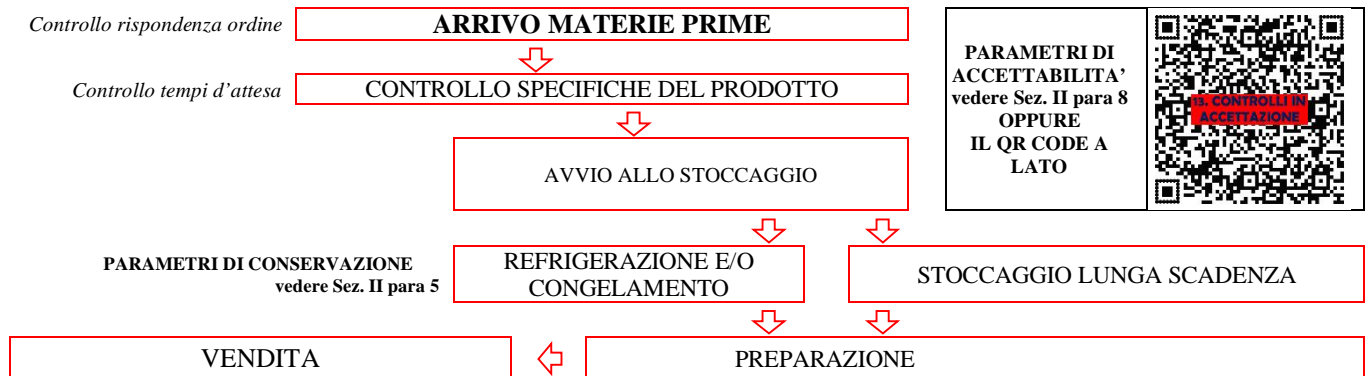 Controllo rispondenza ordine
ARRIVO MATERIE PRIME
Controllo tempi d'attesa
CONTROLLO SPECIFICHE DEL PRODOTTO
AVVIO ALLO STOCCAGGIO
PARAMETRI DI
ACCETTABILITA'
vedere Sez. II para 8
OPPURE
IL QR CODE A
LATO
13. CONTROLLI IN
ACCETTAZIONE
PARAMETRI DI CONSERVAZIONE
vedere Sez. II para 5
REFRIGERAZIONE E/O
CONGELAMENTO
STOCCAGGIO LUNGA SCADENZA
VENDITA
PREPARAZIONE